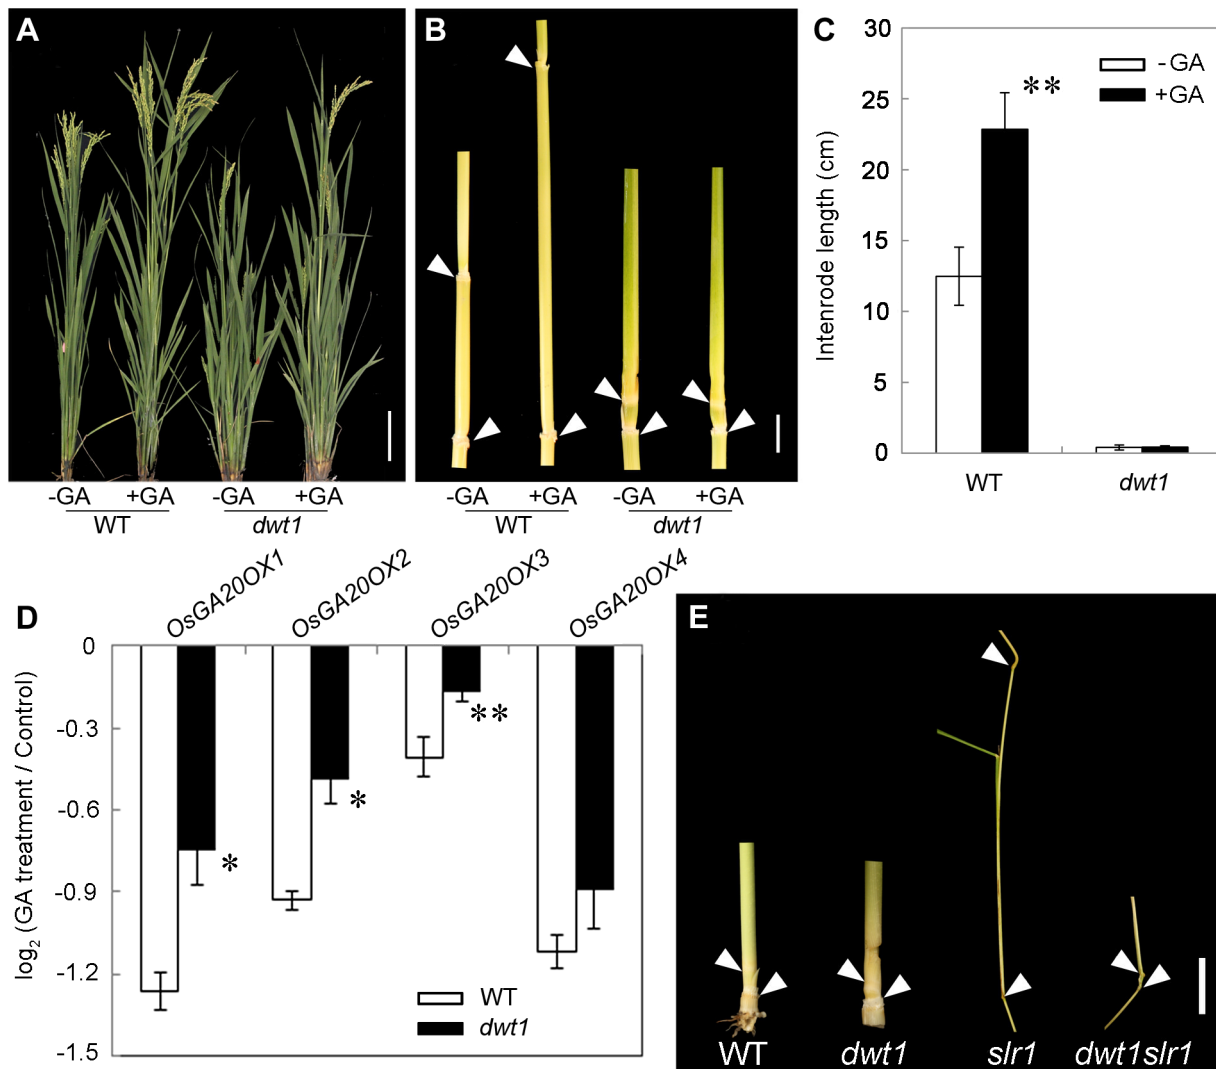 A
-GA +GA -GA +GA
WT dwt1
B
-GA +GA -GA +GA
WT dwt1
C
Intenrode length (cm)
30
25
20
15
10
5
0
-GA
+GA
**
WT dwt1
D
OsGA20OX1 OsGA20OX2 OsGA20OX3 OsGA20OX4
log2 (GA treatment / Control)
0
-0.3
-0.6
-0.9
-1.2
-1.5
*
*
**
WT
dwt1
E
WT dwt1 slr1 dwt1slr1